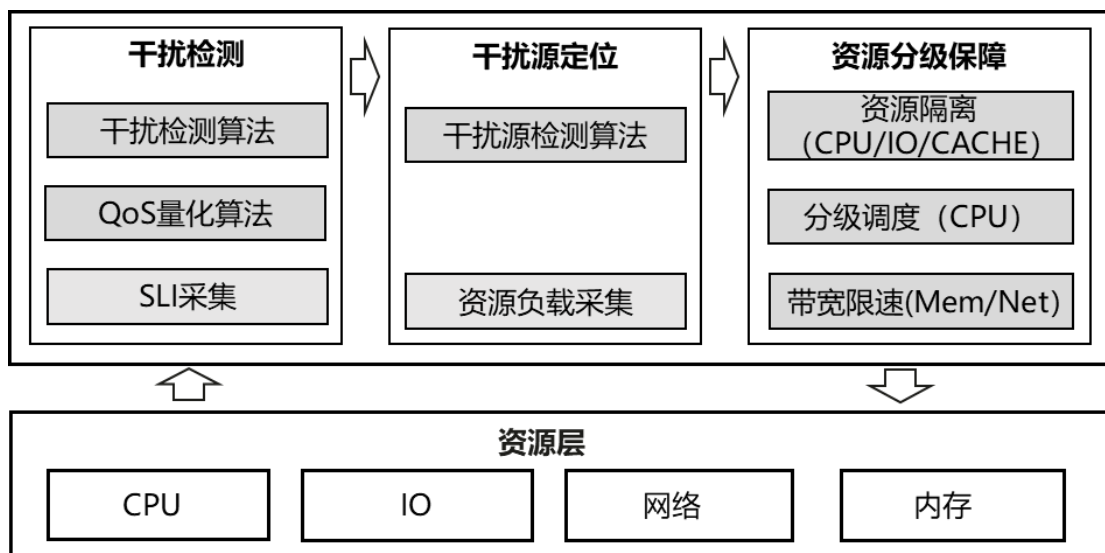 干扰检测
干扰检测算法
QoS量化算法
SLI采集
干扰源定位
干扰源检测算法
资源负载采集
资源分级保障
资源隔离
（CPU/IO/CACHE）
分级调度（CPU）
带宽限速(Mem/Net)
资源层
CPU
IO
网络
内存